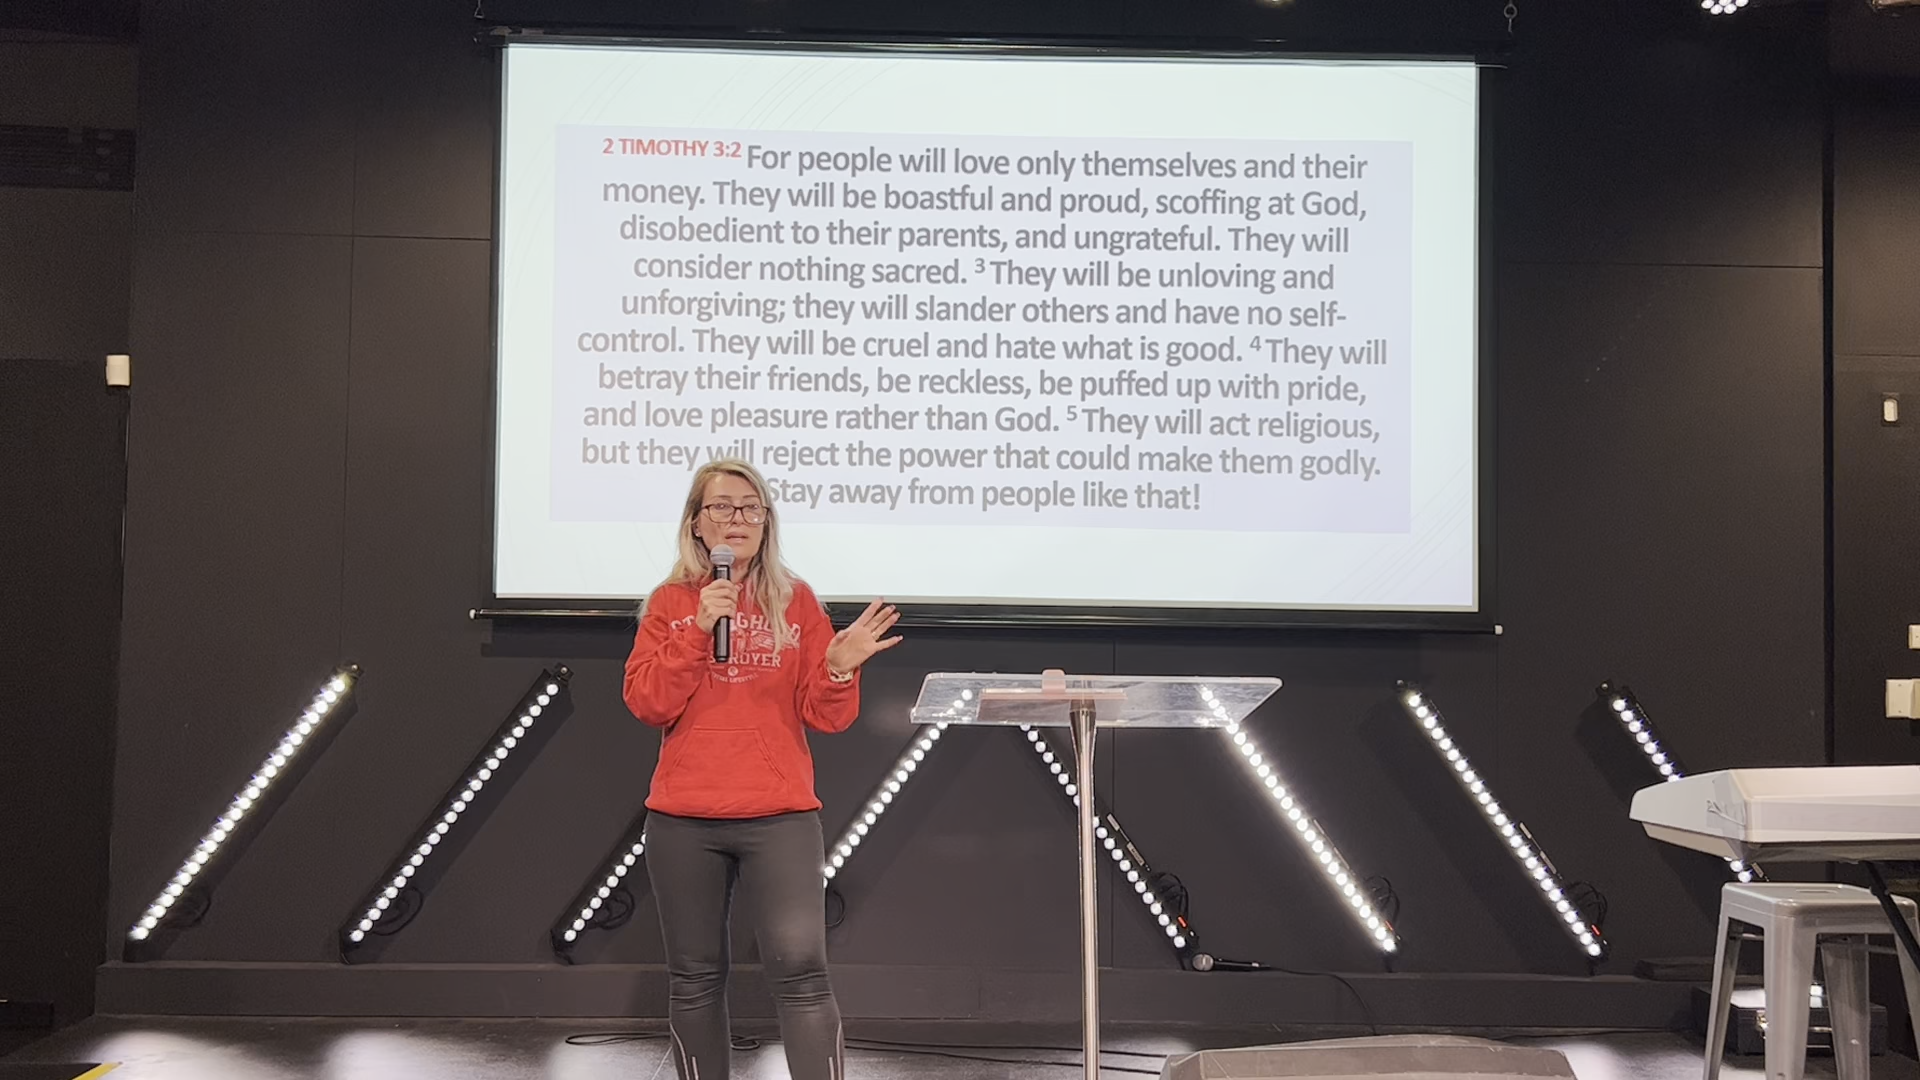 2 TIMOTHY 3:2 For people will love only themselves and their
money. They will be boastful and proud, scoffing at God,
disobedient to their parents, and ungrateful. They will
consider nothing sacred. 3 They will be unloving and
unforgiving; they will slander others and have no self-
control. They will be cruel and hate what is good. 4 They will
betray their friends, be reckless, be puffed up with pride,
and love pleasure rather than God. 5 They will act religious,
but they will reject the power that could make them godly.
Stay away from people like that!